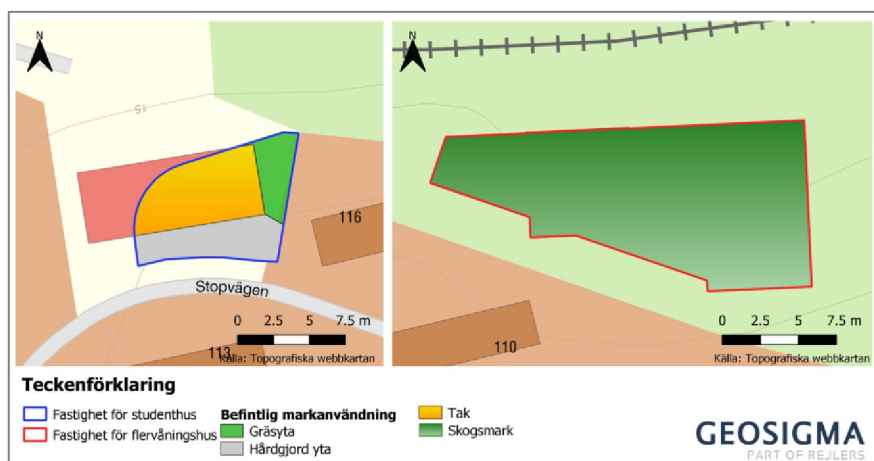 N
45
116
Stopvägen
0 2.5 5 7.5 m
113
Källa: Topografiska webbkartan
N
110
0 2.5 5 7.5 m
Källa: Topografiska webbkartan
Teckenförklaring
Fastighet för studenthus
Fastighet för flervåningshus
Befintlig markanvändning
Gräsyta
Hårdgjord yta
Tak
Skogsmark
GEOSIGMA
PART OF REJLERS